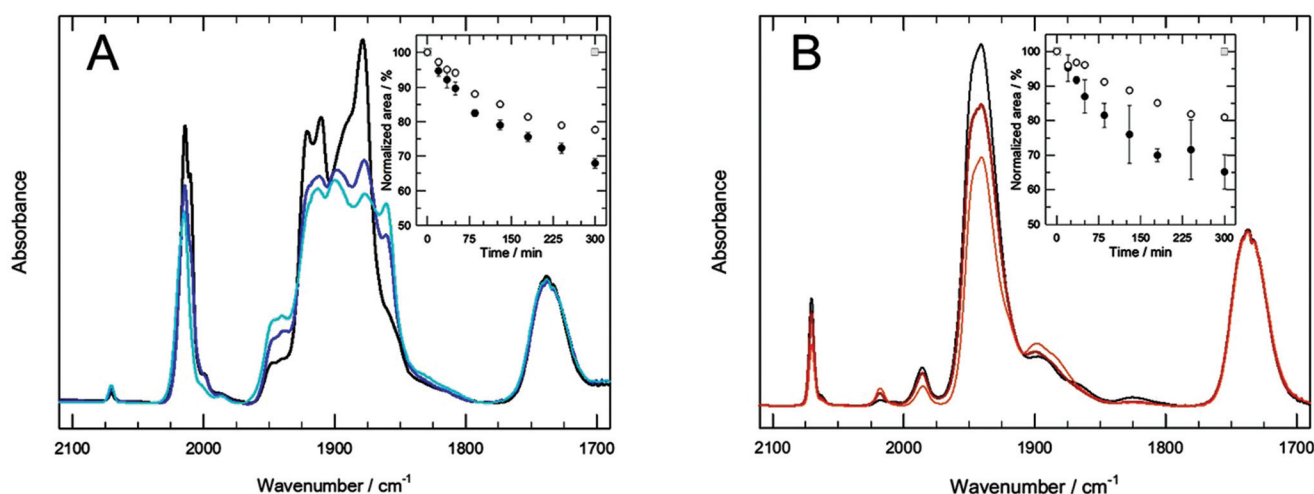 A
Absorbance
Normalized area / %
100
90
80
70
60
50
0 75 150 225 300
Time / min
2100 2000 1900 1800 1700
Wavenumber / cm-1
B
Absorbance
Normalized area / %
100
90
80
70
60
50
0 75 150 225 300
Time / min
2100 2000 1900 1800 1700
Wavenumber / cm-1